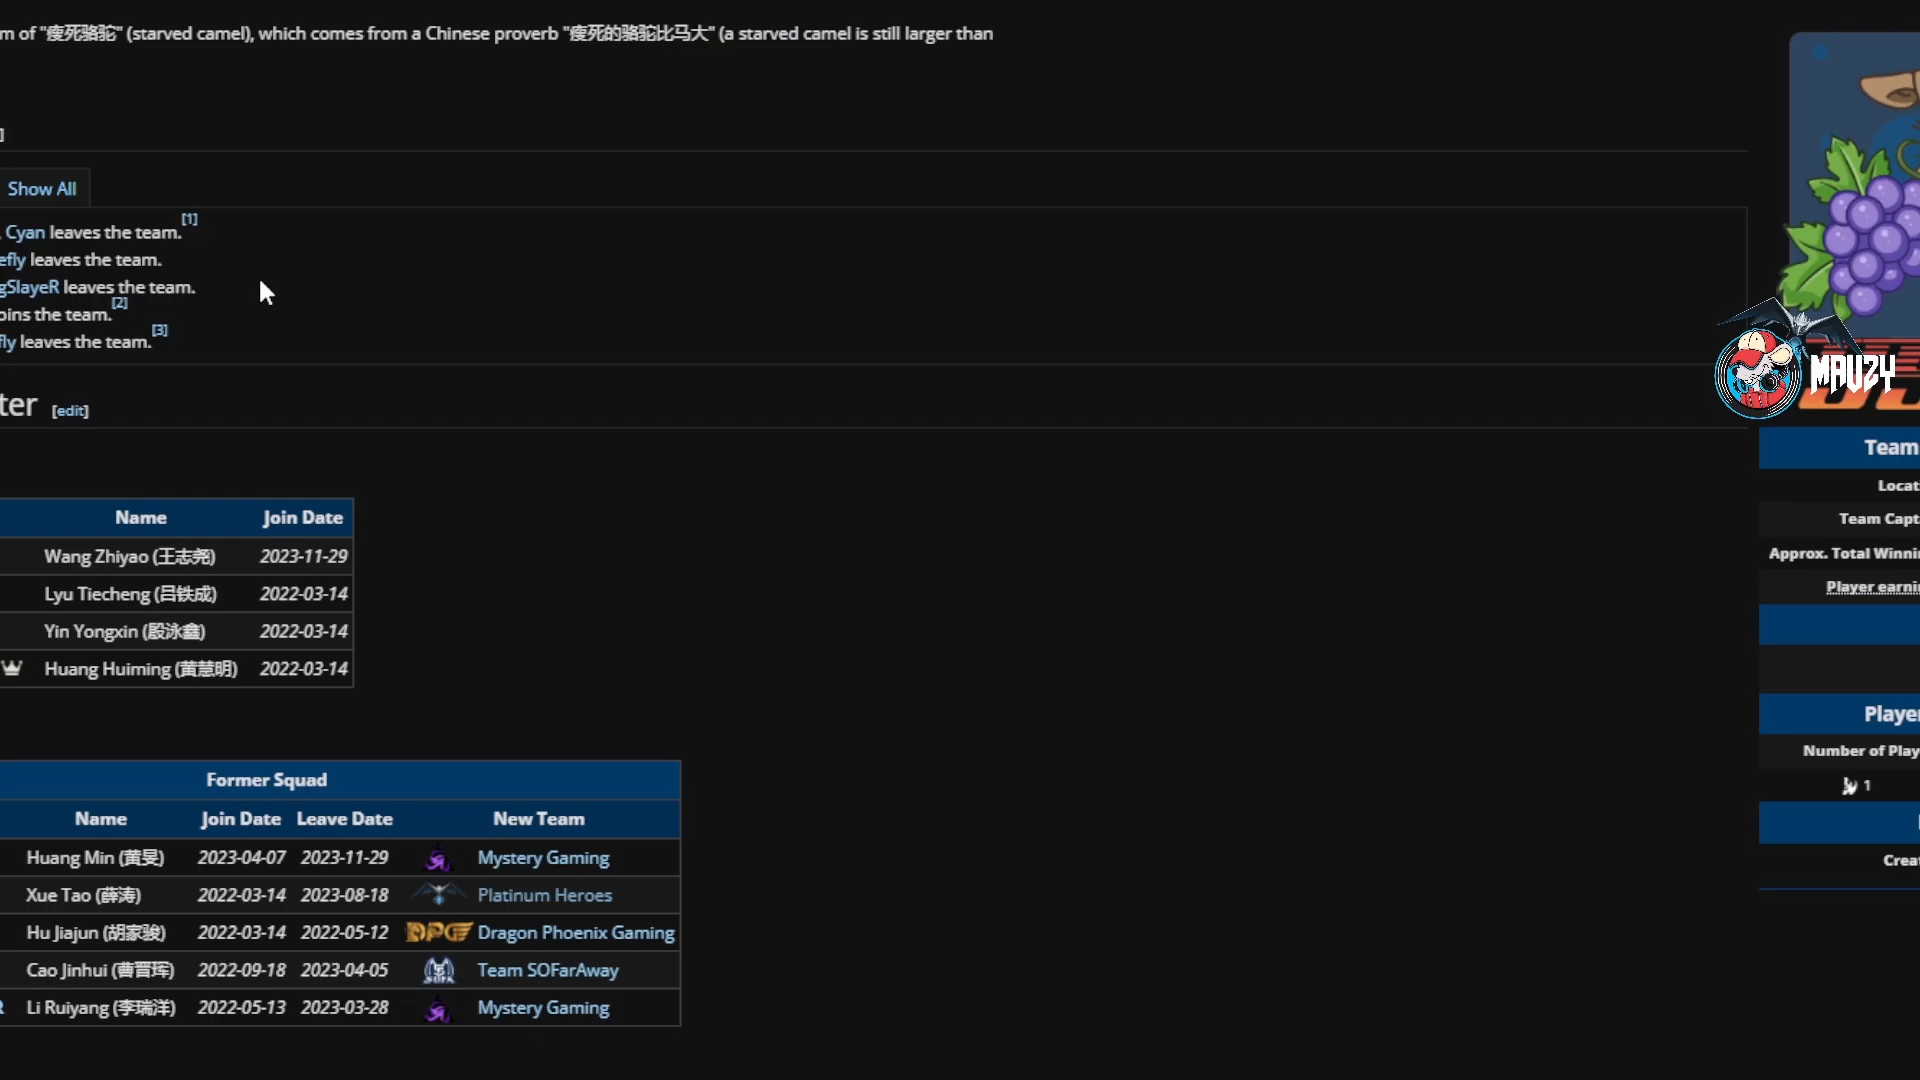 m of "瘦死骆驼" (starved camel), which comes from a Chinese proverb "瘦死的骆驼比马大" (a starved camel is still larger than
]
Show All
, Cyan leaves the team.[1]
efly leaves the team.
gSlayeR leaves the team.
oins the team.[2]
fly leaves the team.[3]
MAUZY
ter [edit]
Team
Locat
Team Capt
Approx. Total Winnin
Player earnin
Name Join Date
Wang Zhiyao (王志尧) 2023-11-29
Lyu Tiecheng (吕铁成) 2022-03-14
Yin Yongxin (殷泳鑫) 2022-03-14
Huang Huiming (黄慧明) 2022-03-14
Player
Number of Play
1
Creat
Former Squad
Name Join Date Leave Date New Team
Huang Min (黄旻) 2023-04-07 2023-11-29 Mystery Gaming
Xue Tao (薛涛) 2022-03-14 2023-08-18 Platinum Heroes
Hu Jiajun (胡家骏) 2022-03-14 2022-05-12 DPG Dragon Phoenix Gaming
Cao Jinhui (曹晋珲) 2022-09-18 2023-04-05 SOFA Team SOFarAway
R Li Ruiyang (李瑞洋) 2022-05-13 2023-03-28 Mystery Gaming